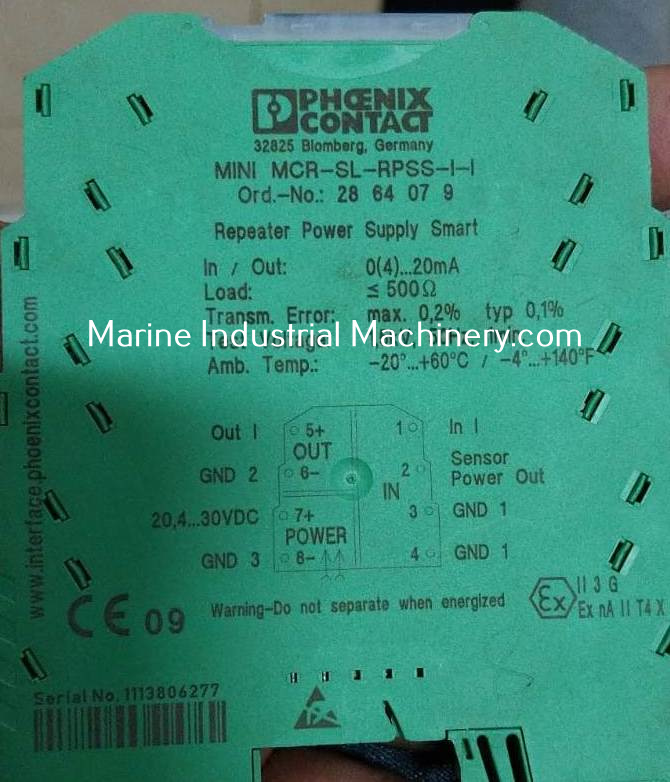 PHŒNIX
CONTACT
32825 Blomberg, Germany
MINI MCR-SL-RPSS-I-I
Ord.-No.: 28 64 07 9
Repeater Power Supply Smart
In / Out: 0(4)...20mA
Load: ≤ 500Ω
Transm. Error: max. 0,2% typ 0,1%
Marine Industrial Machinery.com
Amb. Temp.: -20°...+60°C / -4°...+140°F
www.interface.phoenixcontact.com
Out I 5+ 1 In I
OUT
GND 2 6- 2 Sensor Power Out
IN
20,4...30VDC 7+ 3 GND 1
POWER
GND 3 8- 4 GND 1
CE 09
Warning-Do not separate when energized
Ex II 3 G
Ex nA II T4 X
Serial No. 1113806277